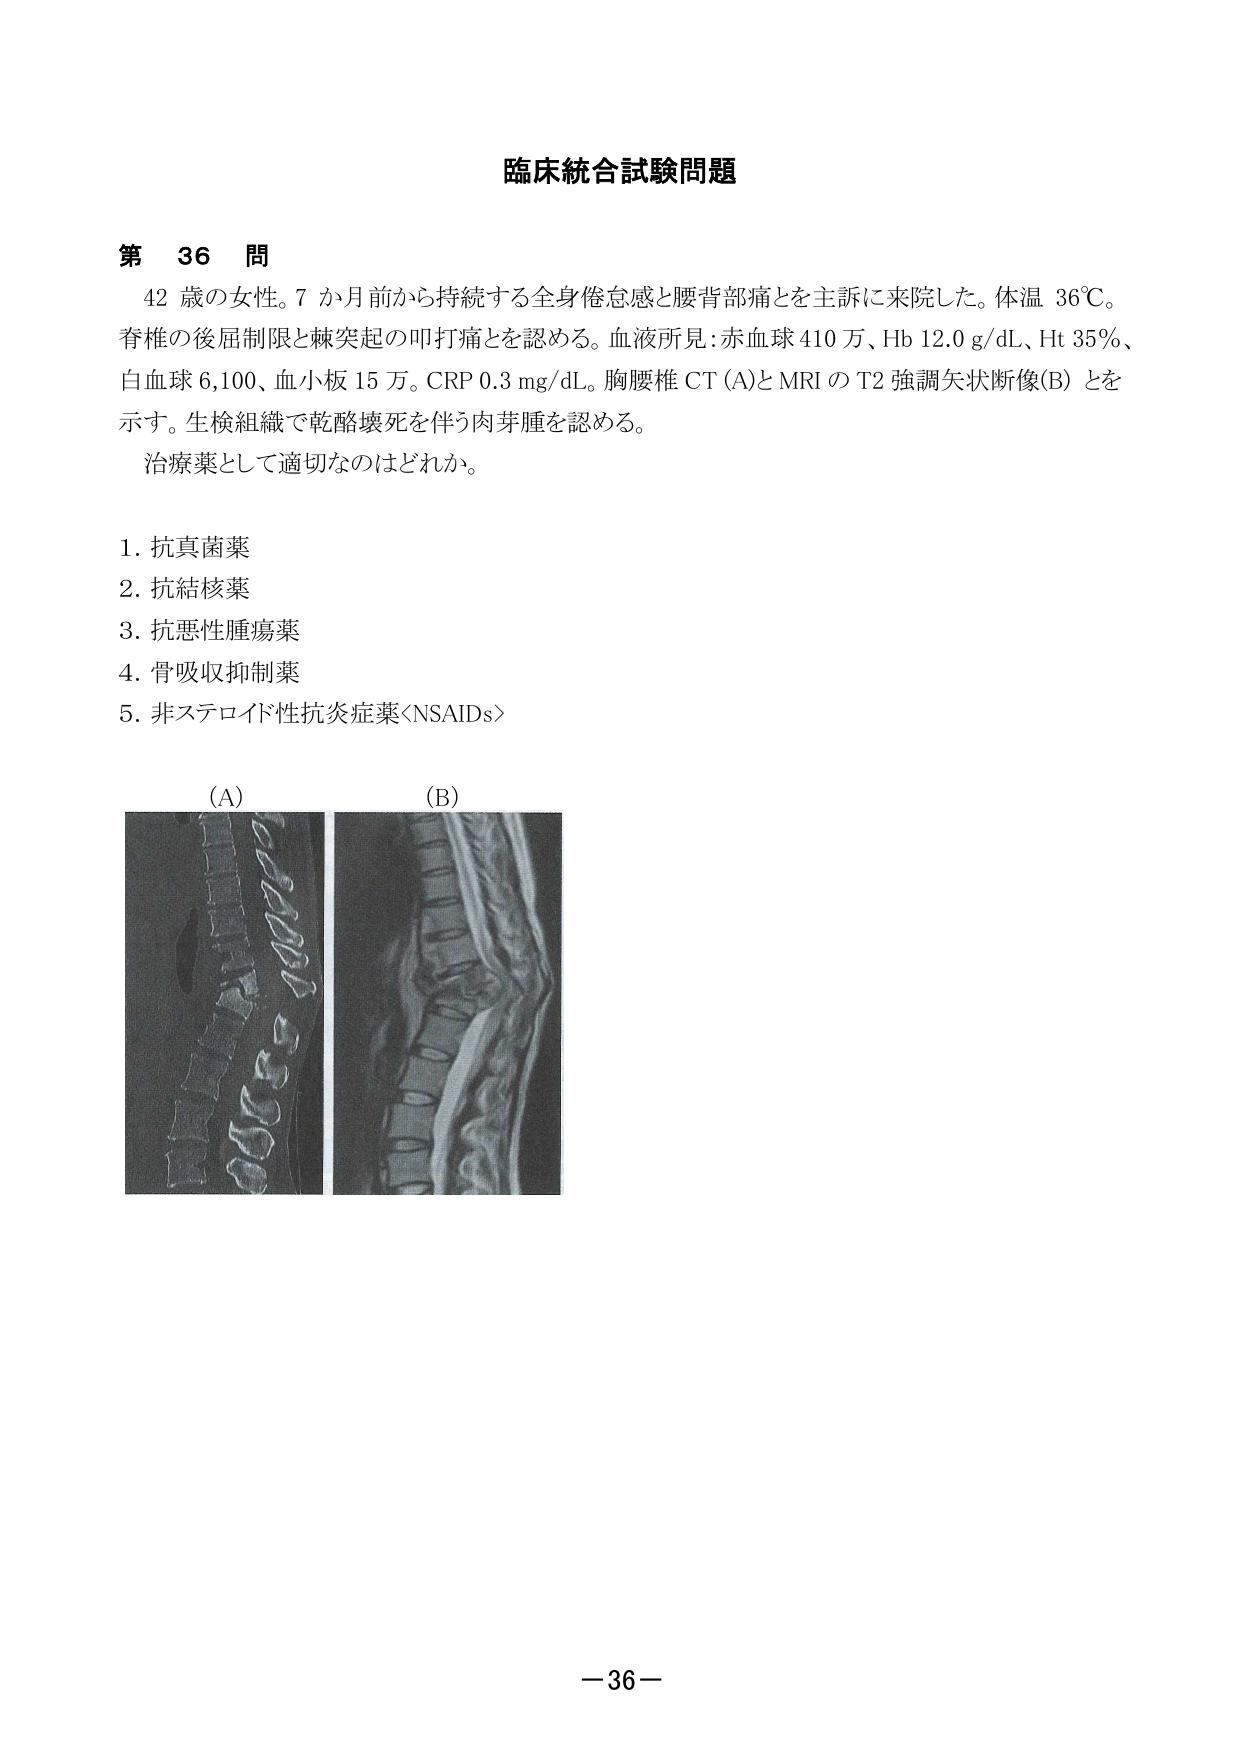 臨床統合試験問題
第 36 問
42 歳の女性。7 か月前から持続する全身倦怠感と腰背部痛とを主訴に来院した。体温 36℃。
脊椎の後屈制限と棘突起の叩打痛とを認める。血液所見:赤血球 410 万、Hb 12.0 g/dL、Ht 35%、
白血球 6,100、血小板 15 万。CRP 0.3 mg/dL。胸腰椎 CT (A)と MRI の T2 強調矢状断像(B) とを
示す。生検組織で乾酪壊死を伴う肉芽腫を認める。
治療薬として適切なのはどれか。
1. 抗真菌薬
2. 抗結核薬
3. 抗悪性腫瘍薬
4. 骨吸収抑制薬
5. 非ステロイド性抗炎症薬<NSAIDs>
(A) (B)
―36―